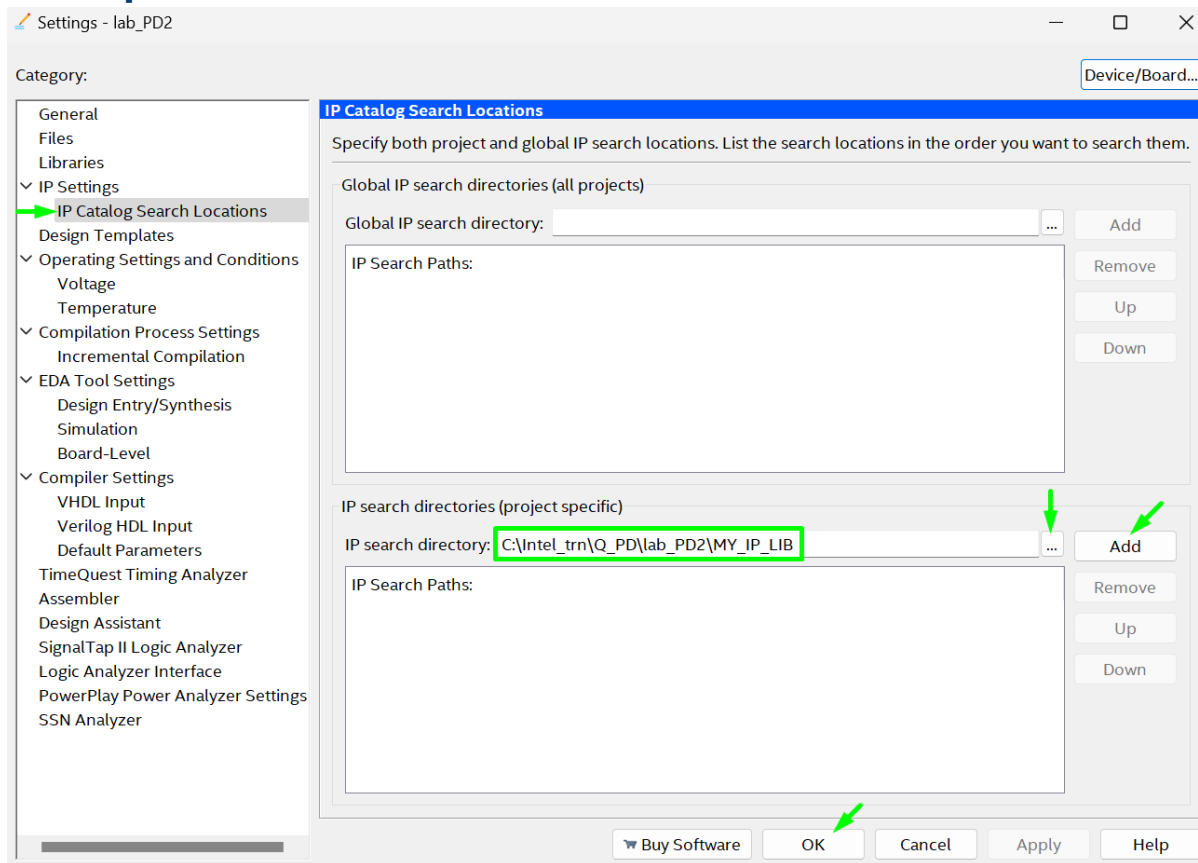 Settings - lab_PD2
Category:
Device/Board...
General
Files
Libraries
IP Settings
IP Catalog Search Locations
Design Templates
Operating Settings and Conditions
Voltage
Temperature
Compilation Process Settings
Incremental Compilation
EDA Tool Settings
Design Entry/Synthesis
Simulation
Board-Level
Compiler Settings
VHDL Input
Verilog HDL Input
Default Parameters
TimeQuest Timing Analyzer
Assembler
Design Assistant
SignalTap II Logic Analyzer
Logic Analyzer Interface
PowerPlay Power Analyzer Settings
SSN Analyzer
IP Catalog Search Locations
Specify both project and global IP search locations. List the search locations in the order you want to search them.
Global IP search directories (all projects)
Global IP search directory: ... Add
IP Search Paths:
Remove
Up
Down
IP search directories (project specific)
IP search directory: C:\Intel_trn\Q_PD\lab_PD2\MY_IP_LIB ... Add
IP Search Paths:
Remove
Up
Down
Buy Software OK Cancel Apply Help